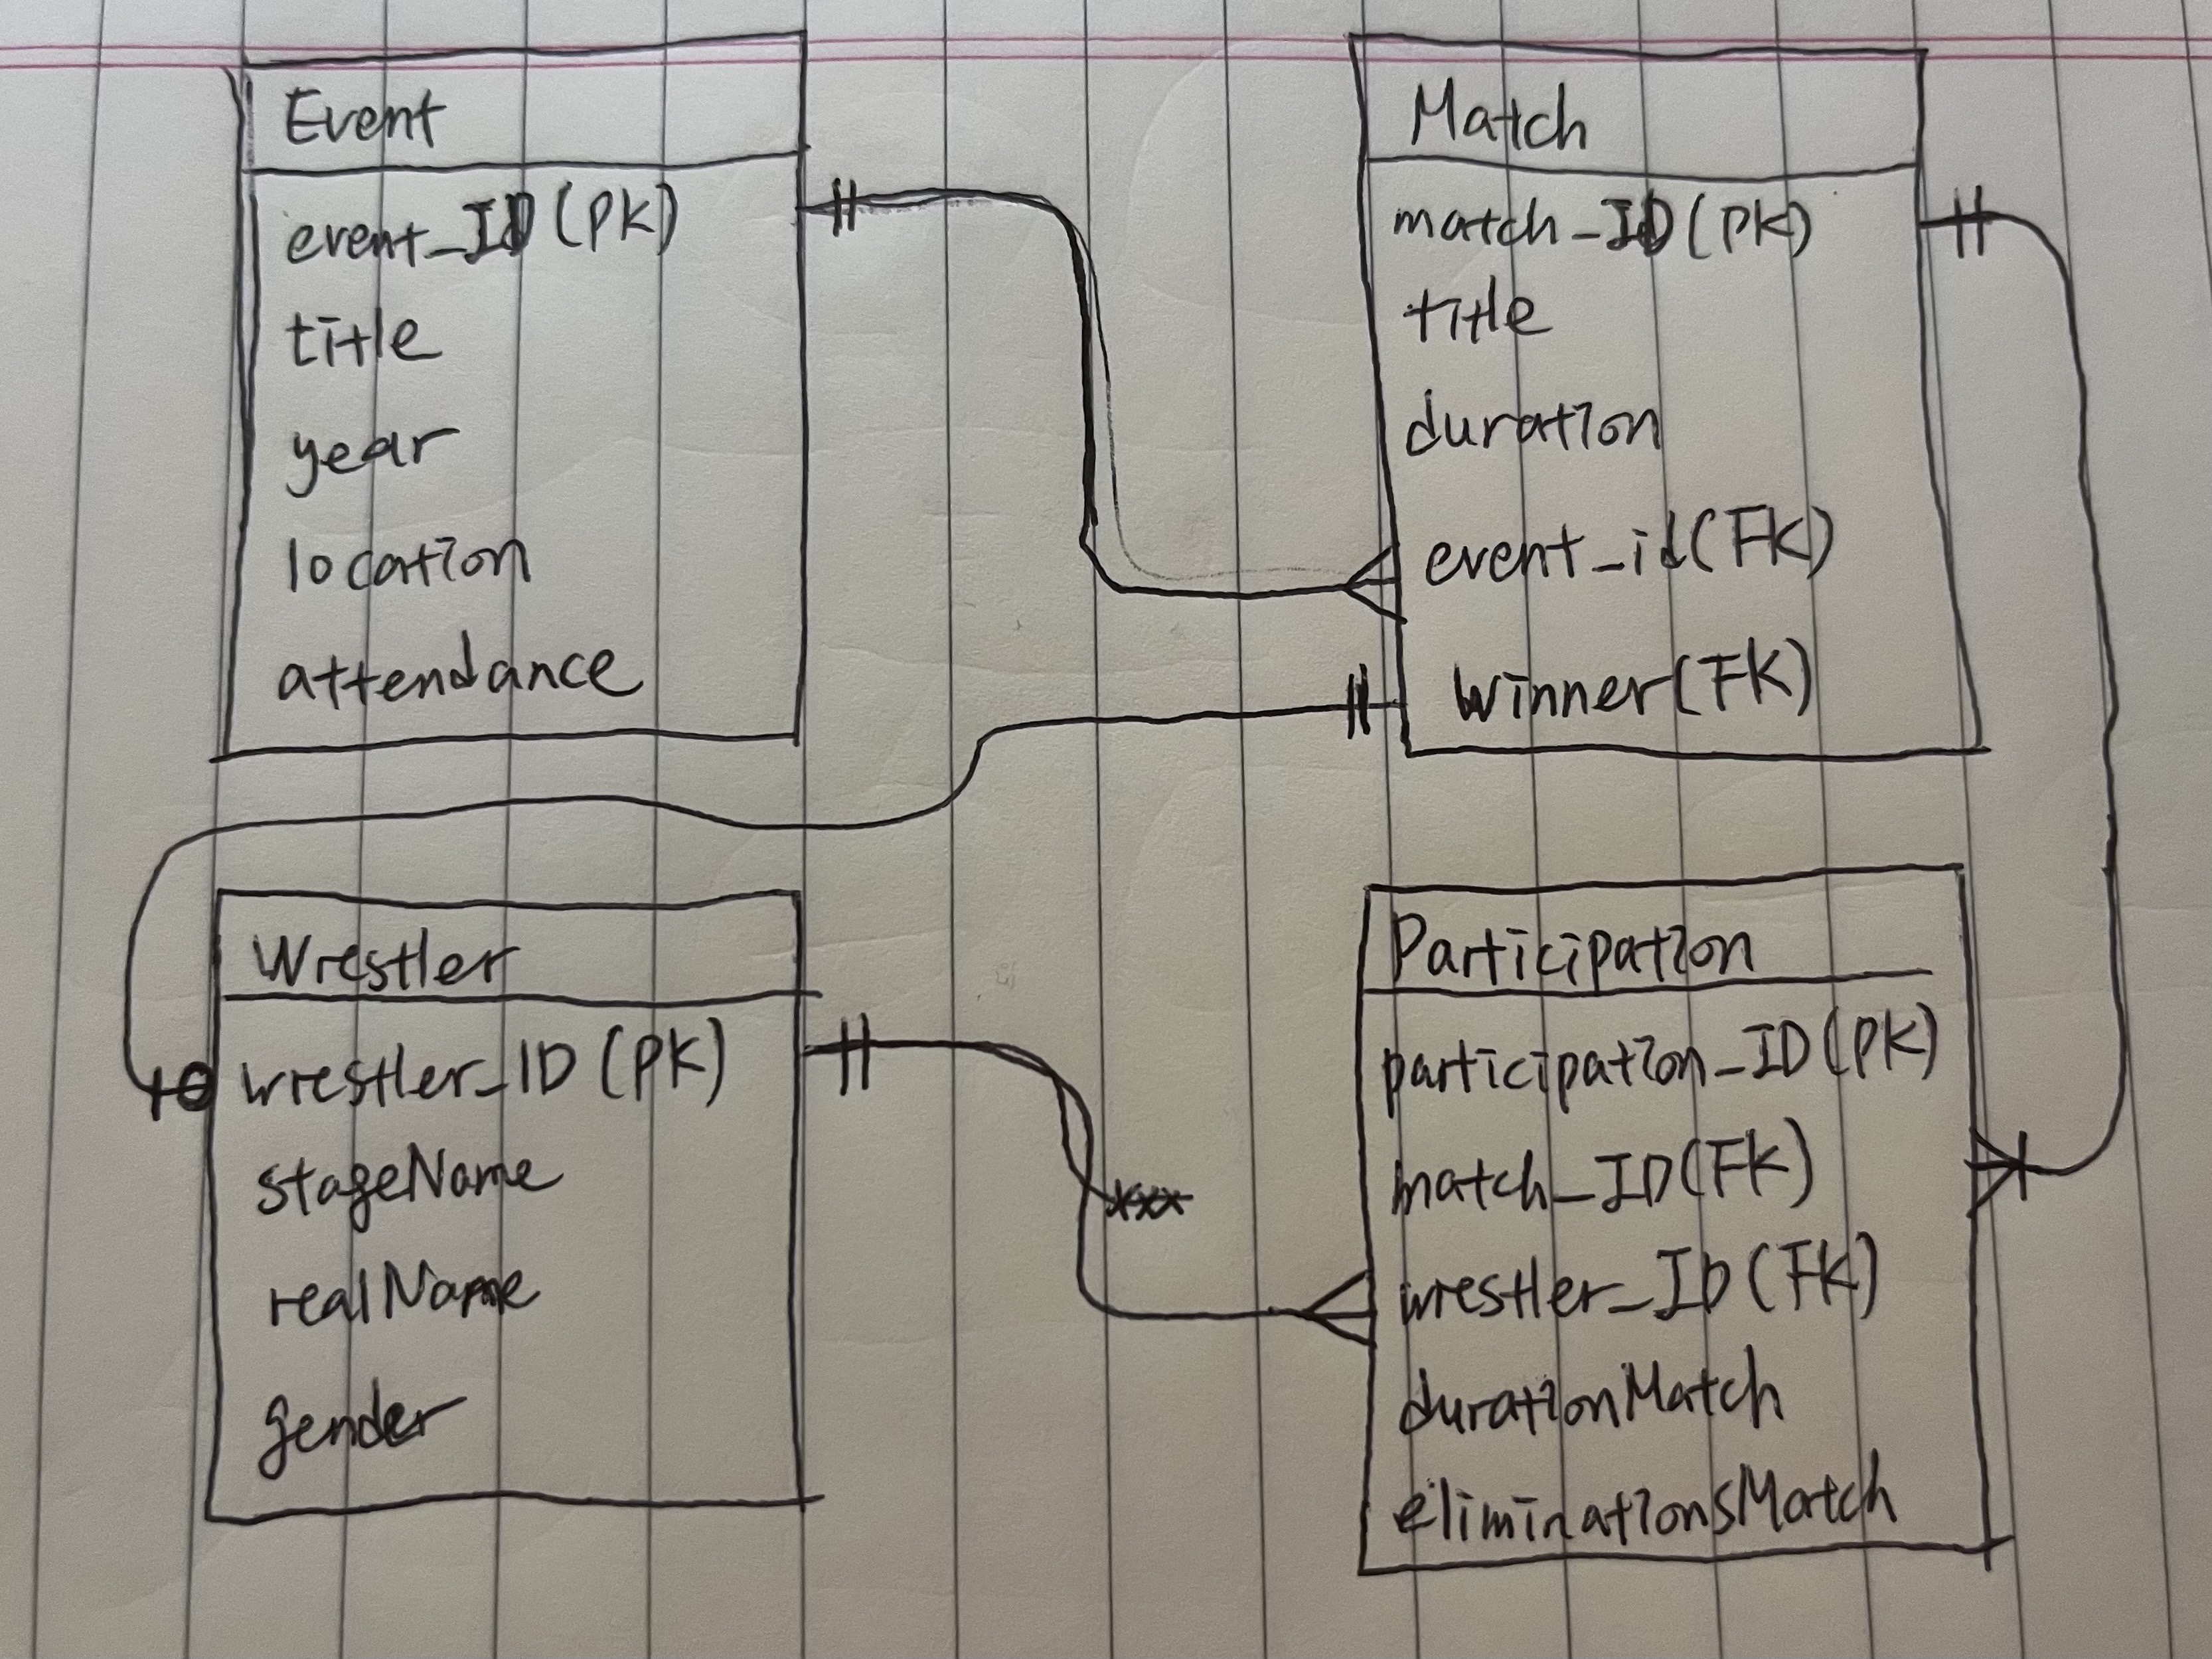 Event
event_ID (PK)
title
year
location
attendance
Match
match_ID (PK)
title
duration
event_id (FK)
winner (FK)
Wrestler
wrestler_ID (PK)
stageName
realName
gender
Participation
participation_ID (PK)
match_ID (FK)
wrestler_ID (FK)
durationMatch
eliminationsMatch